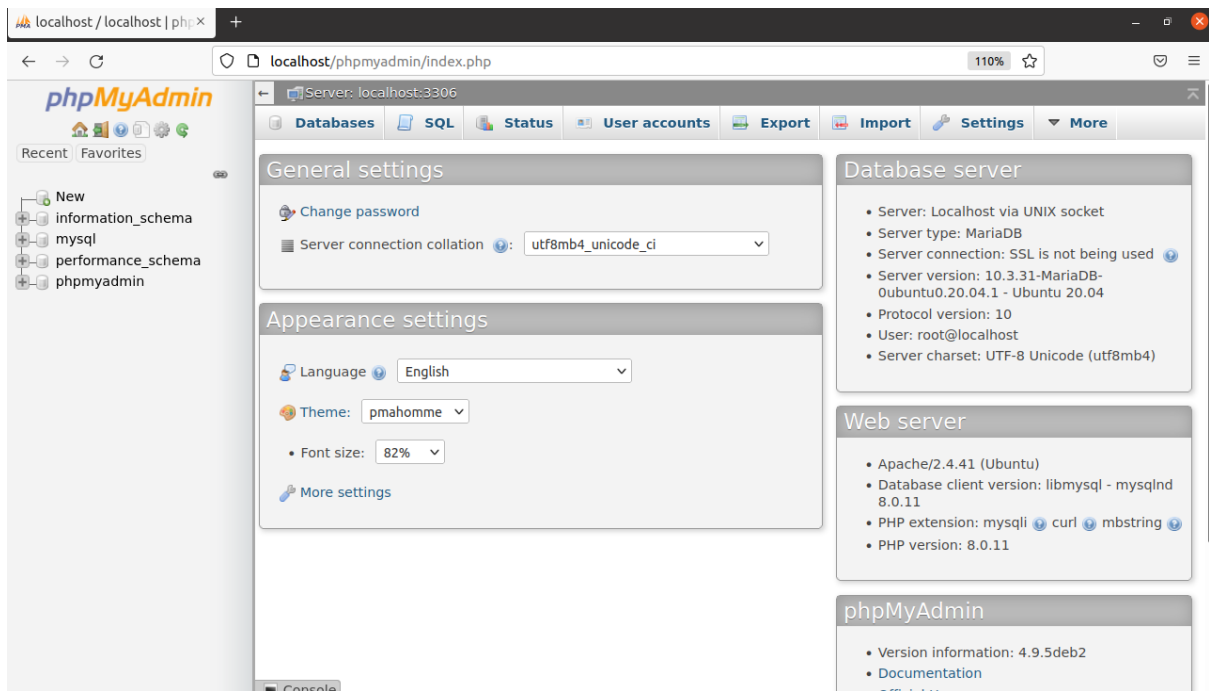 localhost / localhost | php
localhost/phpmyadmin/index.php
110%
phpMyAdmin
Recent Favorites
New
information_schema
mysql
performance_schema
phpmyadmin
Server: localhost:3306
Databases SQL Status User accounts Export Import Settings More
General settings
Change password
Server connection collation : utf8mb4_unicode_ci
Appearance settings
Language English
Theme: pmahomme
• Font size: 82%
More settings
Database server
• Server: Localhost via UNIX socket
• Server type: MariaDB
• Server connection: SSL is not being used
• Server version: 10.3.31-MariaDB-
0ubuntu0.20.04.1 - Ubuntu 20.04
• Protocol version: 10
• User: root@localhost
• Server charset: UTF-8 Unicode (utf8mb4)
Web server
• Apache/2.4.41 (Ubuntu)
• Database client version: libmysql - mysqlnd
8.0.11
• PHP extension: mysqli curl mbstring
• PHP version: 8.0.11
phpMyAdmin
• Version information: 4.9.5deb2
• Documentation
Console